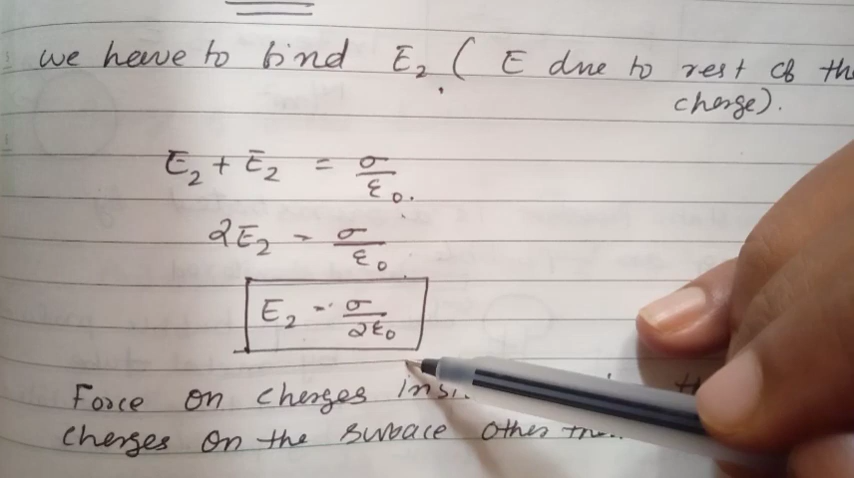 we have to find E₂ ( E due to rest of the
charge).
E₂ + E₂ = σ/ε₀.
2E₂ = σ/ε₀
E₂ = σ/2ε₀
Force on charges
charges on the surface other